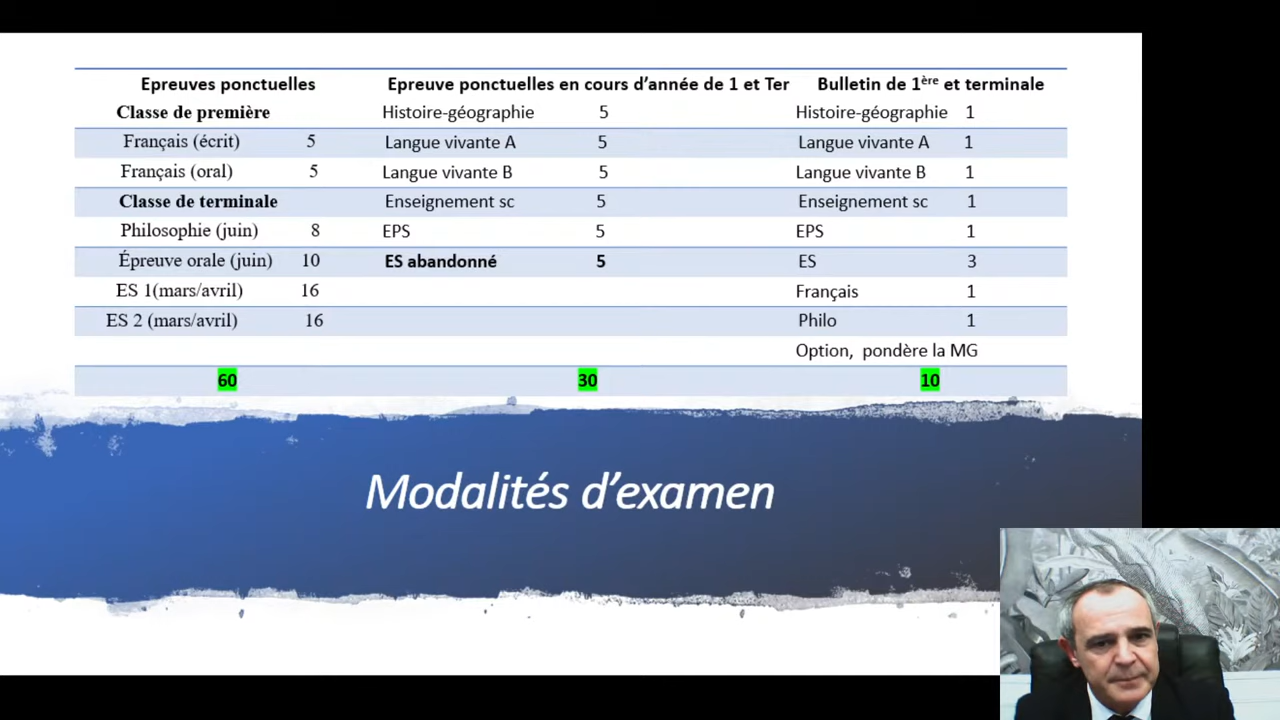 Epreuves ponctuelles Epreuve ponctuelles en cours d'année de 1 et Ter Bulletin de 1ère et terminale
Classe de première Histoire-géographie 5 Histoire-géographie 1
Français (écrit) 5 Langue vivante A 5 Langue vivante A 1
Français (oral) 5 Langue vivante B 5 Langue vivante B 1
Classe de terminale Enseignement sc 5 Enseignement sc 1
Philosophie (juin) 8 EPS 5 EPS 1
Épreuve orale (juin) 10 ES abandonné 5 ES 3
ES 1(mars/avril) 16 Français 1
ES 2 (mars/avril) 16 Philo 1
Option, pondère la MG
60 30 10
Modalités d'examen